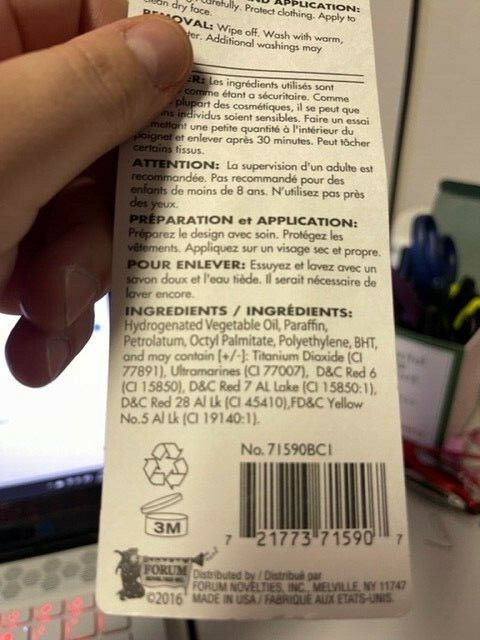 carefully. Protect clothing. Apply to
clean dry face.
REMOVAL: Wipe off. Wash with warm,
Additional washings may
Les ingrédients utilisés sont
comme étant a sécuritaire. Comme
plupart des cosmétiques, il se peut que
individus soient sensibles. Faire un essai
mettant une petite quantité à l'intérieur du
poignet et enlever après 30 minutes. Peut tâcher
certains tissus.
ATTENTION: La supervision d'un adulte est
recommandée. Pas recommandé pour des
enfants de moins de 8 ans. N'utilisez pas près
des yeux.
PRÉPARATION et APPLICATION:
Préparez le design avec soin. Protégez les
vêtements. Appliquez sur un visage sec et propre.
POUR ENLEVER: Essuyez et lavez avec un
savon doux et l'eau tiède. Il serait nécessaire de
laver encore.
INGREDIENTS / INGRÉDIENTS:
Hydrogenated Vegetable Oil, Paraffin,
Petrolatum, Octyl Palmitate, Polyethylene, BHT,
and may contain [+/-]: Titanium Dioxide (CI
77891), Ultramarines (CI 77007), D&C Red 6
(CI 15850), D&C Red 7 AL Lake (CI 15850:1),
D&C Red 28 Al Lk (CI 45410),FD&C Yellow
No.5 Al Lk (CI 19140:1).
No. 71590BC1
3M
7 21773 71590 7
FORUM
NOVELTIES INC.
©2016
Distributed by / Distribué par
FORUM NOVELTIES, INC., MELVILLE, NY 11747
MADE IN USA / FABRIQUE AUX ETATS-UNIS.